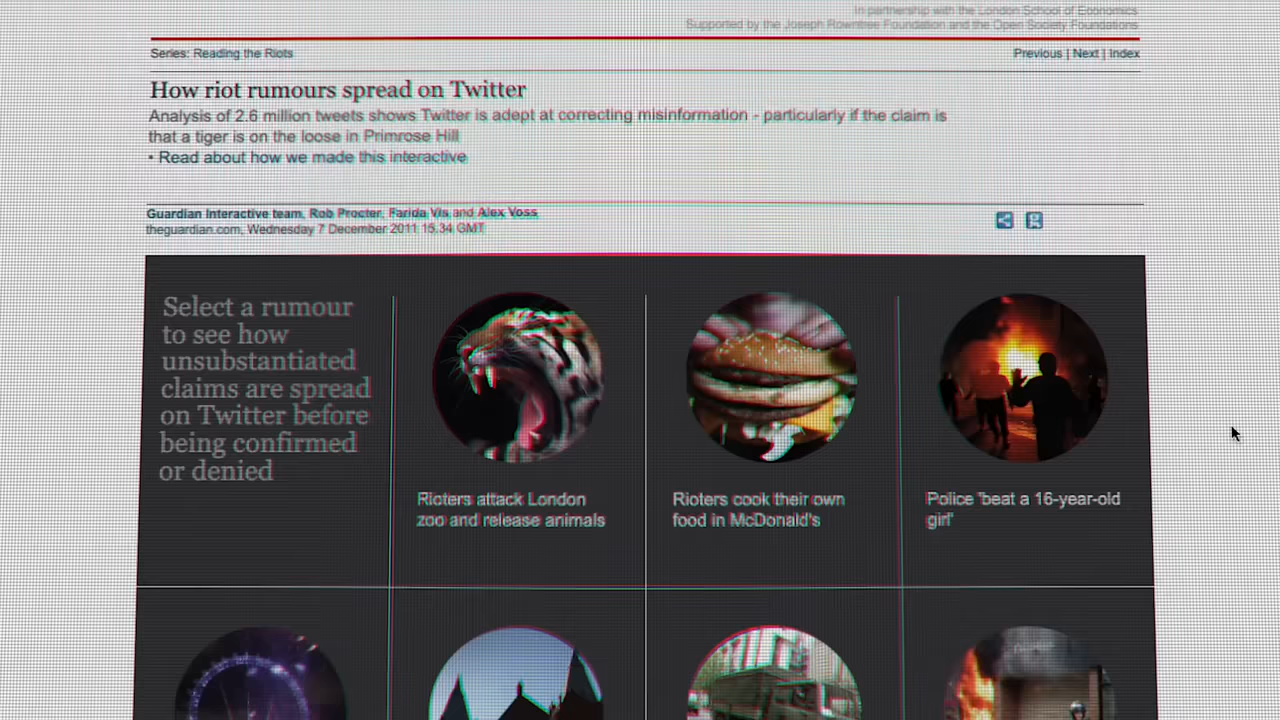 In partnership with the London School of Economics
Supported by the Joseph Rowntree Foundation and the Open Society Foundations
Series: Reading the Riots
Previous | Next | Index
How riot rumours spread on Twitter
Analysis of 2.6 million tweets shows Twitter is adept at correcting misinformation - particularly if the claim is
that a tiger is on the loose in Primrose Hill
• Read about how we made this interactive
Guardian Interactive team, Rob Procter, Farida Vis and Alex Voss
theguardian.com, Wednesday 7 December 2011 15.34 GMT
Select a rumour
to see how
unsubstantiated
claims are spread
on Twitter before
being confirmed
or denied
Rioters attack London
zoo and release animals
Rioters cook their own
food in McDonald's
Police 'beat a 16-year-old
girl'